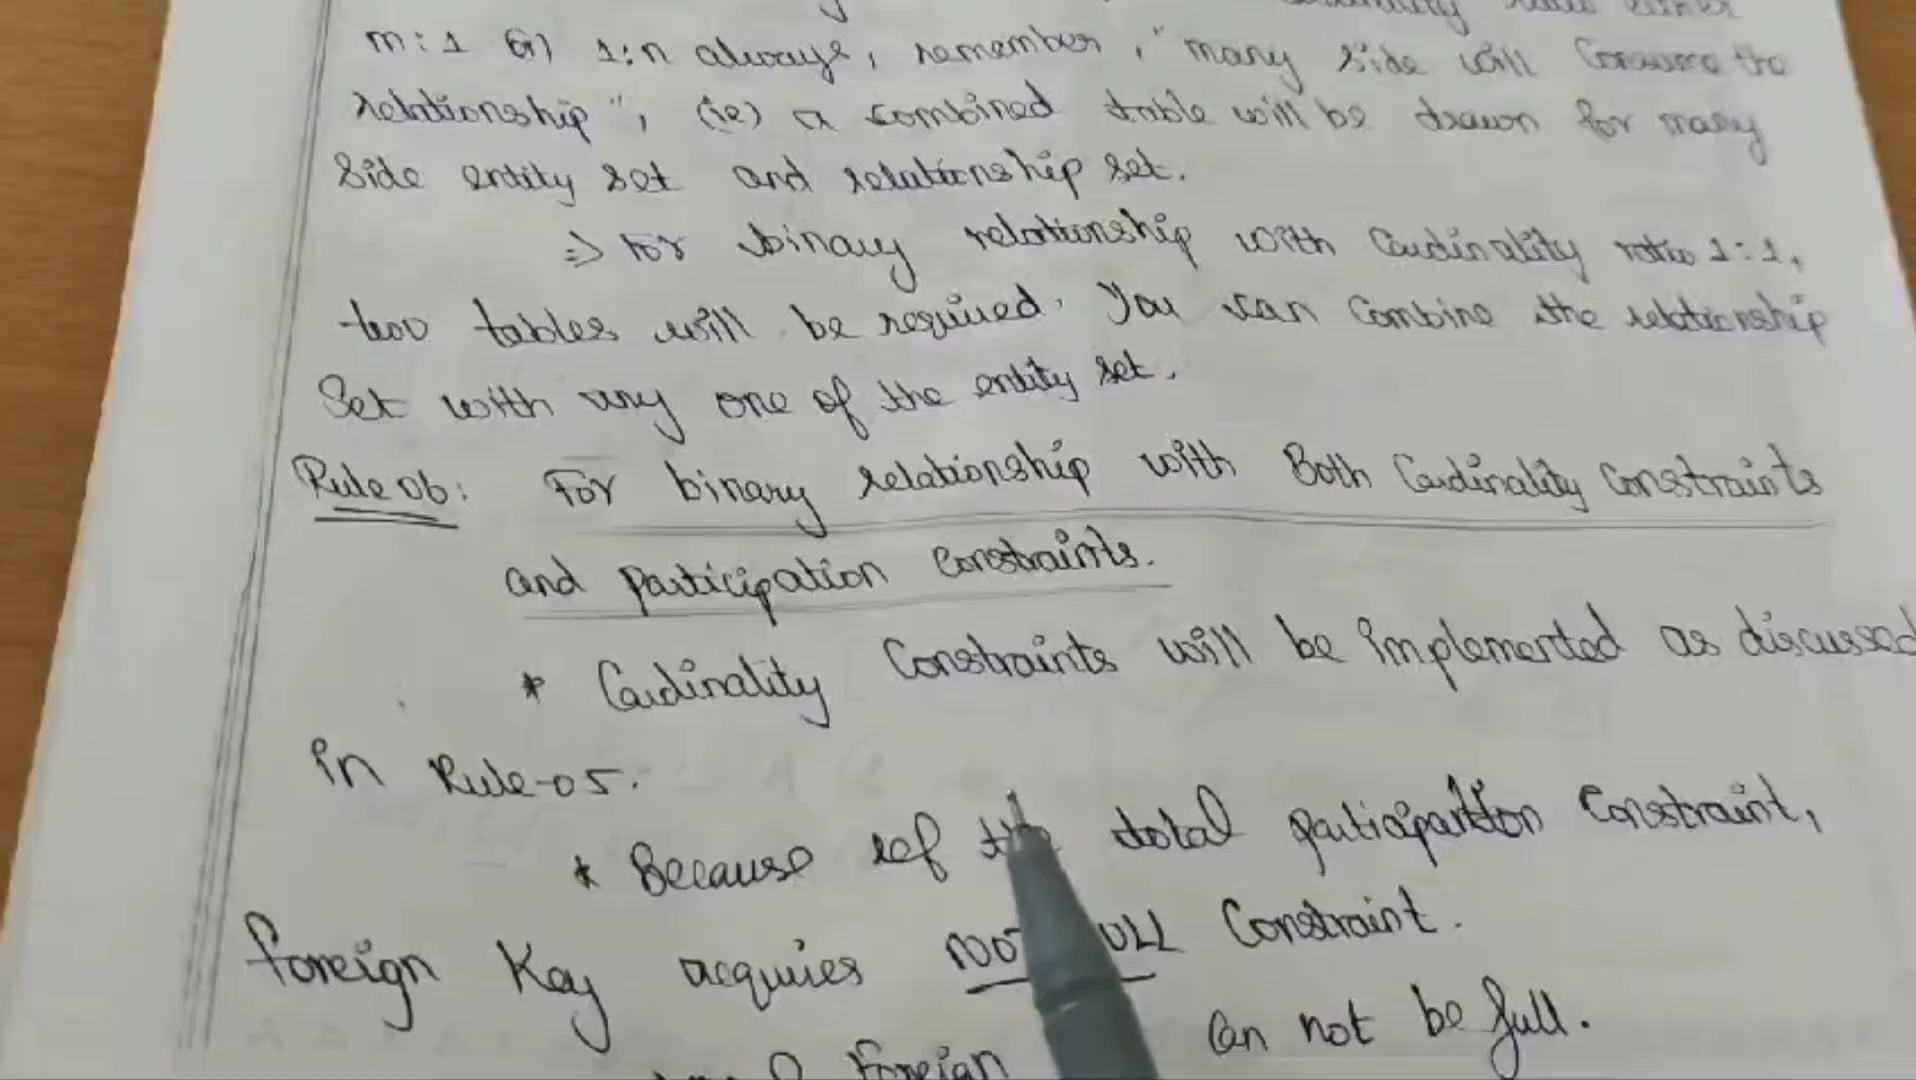 m:1 (or) 1:n always, remember, "many side will consume the
relationship", (ie) a combined table will be drawn for many
side entity set and relationship set.
⇒ For binary relationship with Cardinality ratio 1:1,
two tables will be required. You can combine the relationship
Set with any one of the entity set.
Rule 06: For binary relationship with Both Cardinality Constraints
and participation constraints.
* Cardinality Constraints will be implemented as discussed
in Rule-05.
* Because of the total participation constraint,
foreign Key acquires NOT NULL Constraint.
Foreign can not be full.